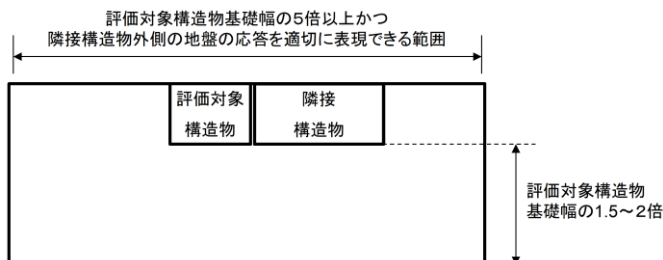 評価対象構造物基礎幅の5倍以上かつ
隣接構造物外側の地盤の応答を適切に表現できる範囲
評価対象
構造物
隣接
構造物
評価対象構造物
基礎幅の1.5~2倍